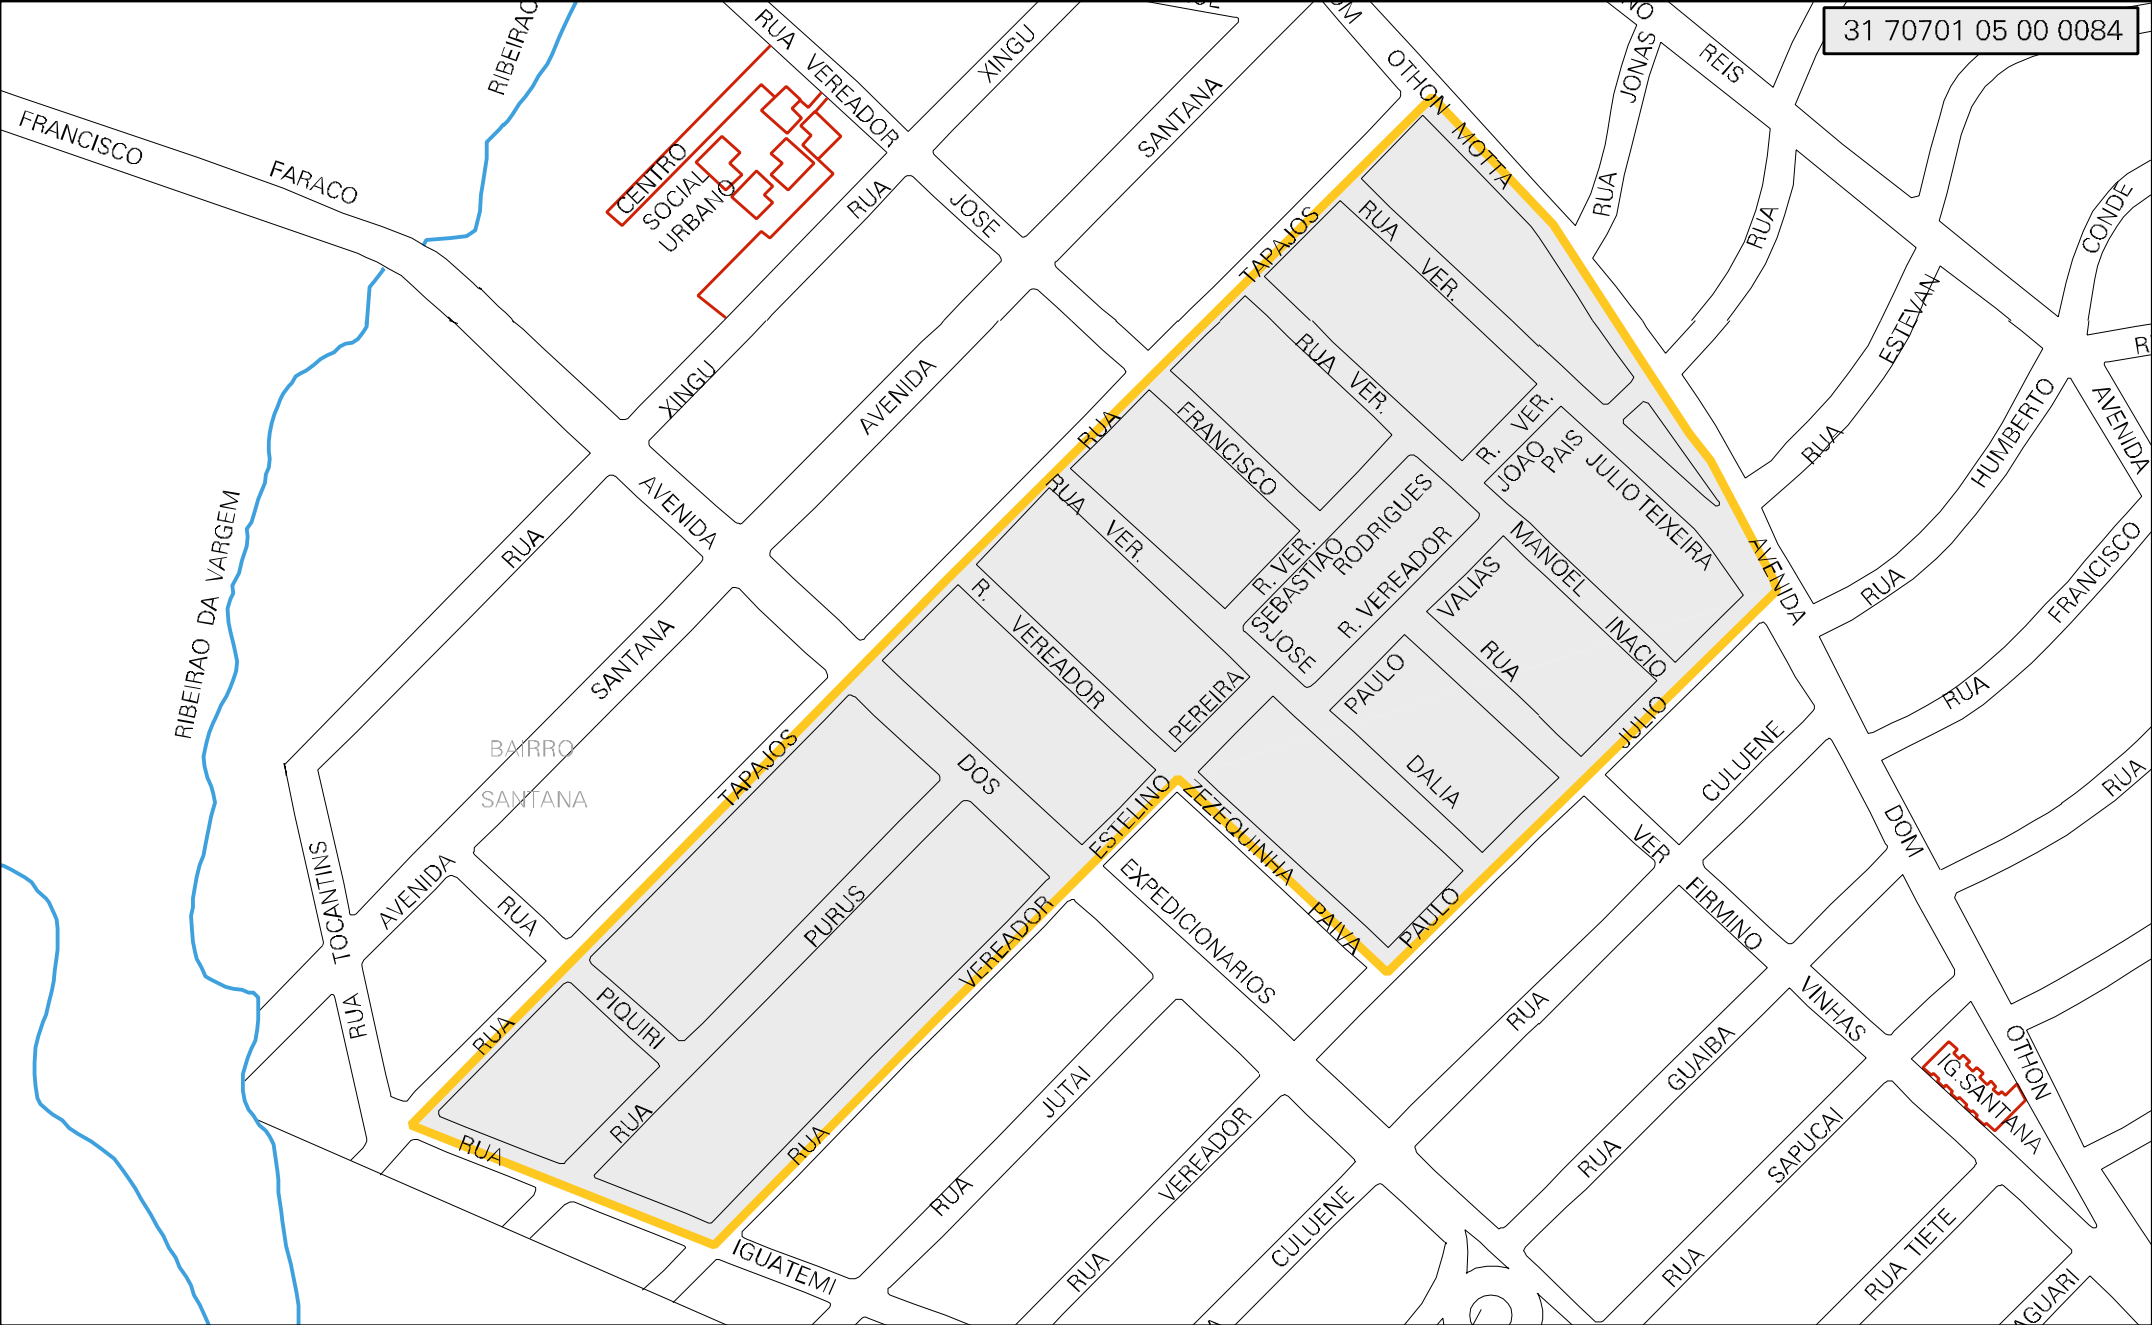 31 70701 05 00 0084
RIBEIRAO
RUA VEREADOR
XINGU
OTHON MOTTA
JONAS
REIS
FRANCISCO FARACO
CENTRO
SOCIAL
URBANO
RUA
JOSE
SANTANA
RUA
RUA
CONDE
TAPAJOS
RUA VER.
RUA VER.
ESTEVAN
XINGU
AVENIDA
RUA
FRANCISCO
R. VER.
JOAO
PAIS
JULIO TEIXEIRA
RUA
HUMBERTO
AVENIDA
RIBEIRAO DA VARGEM
RUA
AVENIDA
RUA VER.
R. VER.
SEBASTIAO
RODRIGUES
R. VEREADOR
JOSE
MANOEL INACIO
VALIAS
RUA
AVENIDA
RUA
FRANCISCO
SANTANA
R. VEREADOR
PEREIRA
PAULO
DALIA
JULIO
RUA
BAIRRO
SANTANA
TAPAJOS
DOS
ESTELINO
ZEZEQUINHA PAIVA
CULUENE
DOM
RUA
TOCANTINS
AVENIDA
RUA
PURUS
VEREADOR
EXPEDICIONARIOS
PAULO
VER
FIRMINO
VINHAS
RUA
RUA
PIQUIRI
RUA
GUAIBA
OTHON
IG.SANTANA
RUA
RUA
RUA
JUTAI
VEREADOR
RUA
SAPUCAI
RUA
IGUATEMI
RUA
CULUENE
RUA
RUA TIETE
AGUARI